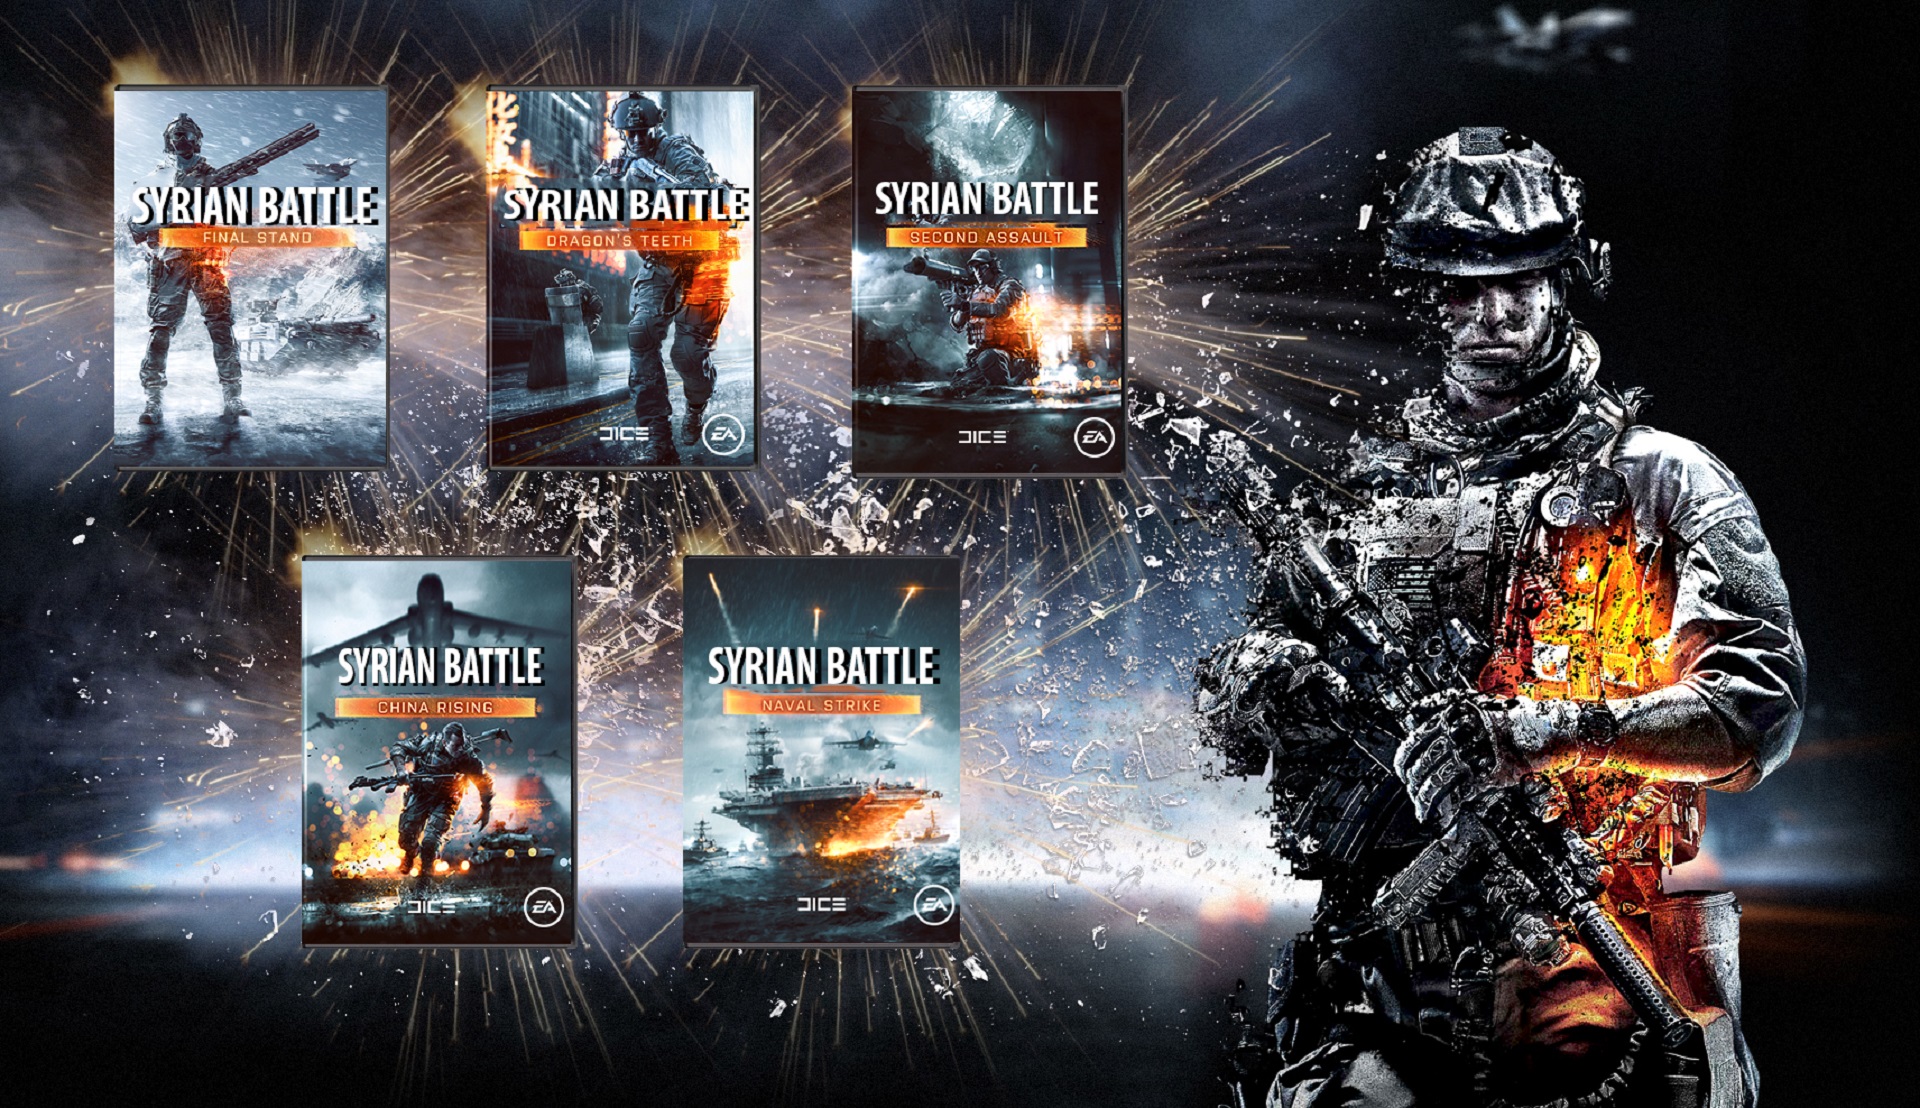 SYRIAN BATTLE
FINAL STAND
SYRIAN BATTLE
DRAGON'S TEETH
DICE
EA
SYRIAN BATTLE
SECOND ASSAULT
DICE
EA
SYRIAN BATTLE
CHINA RISING
DICE
EA
SYRIAN BATTLE
NAVAL STRIKE
DICE
EA